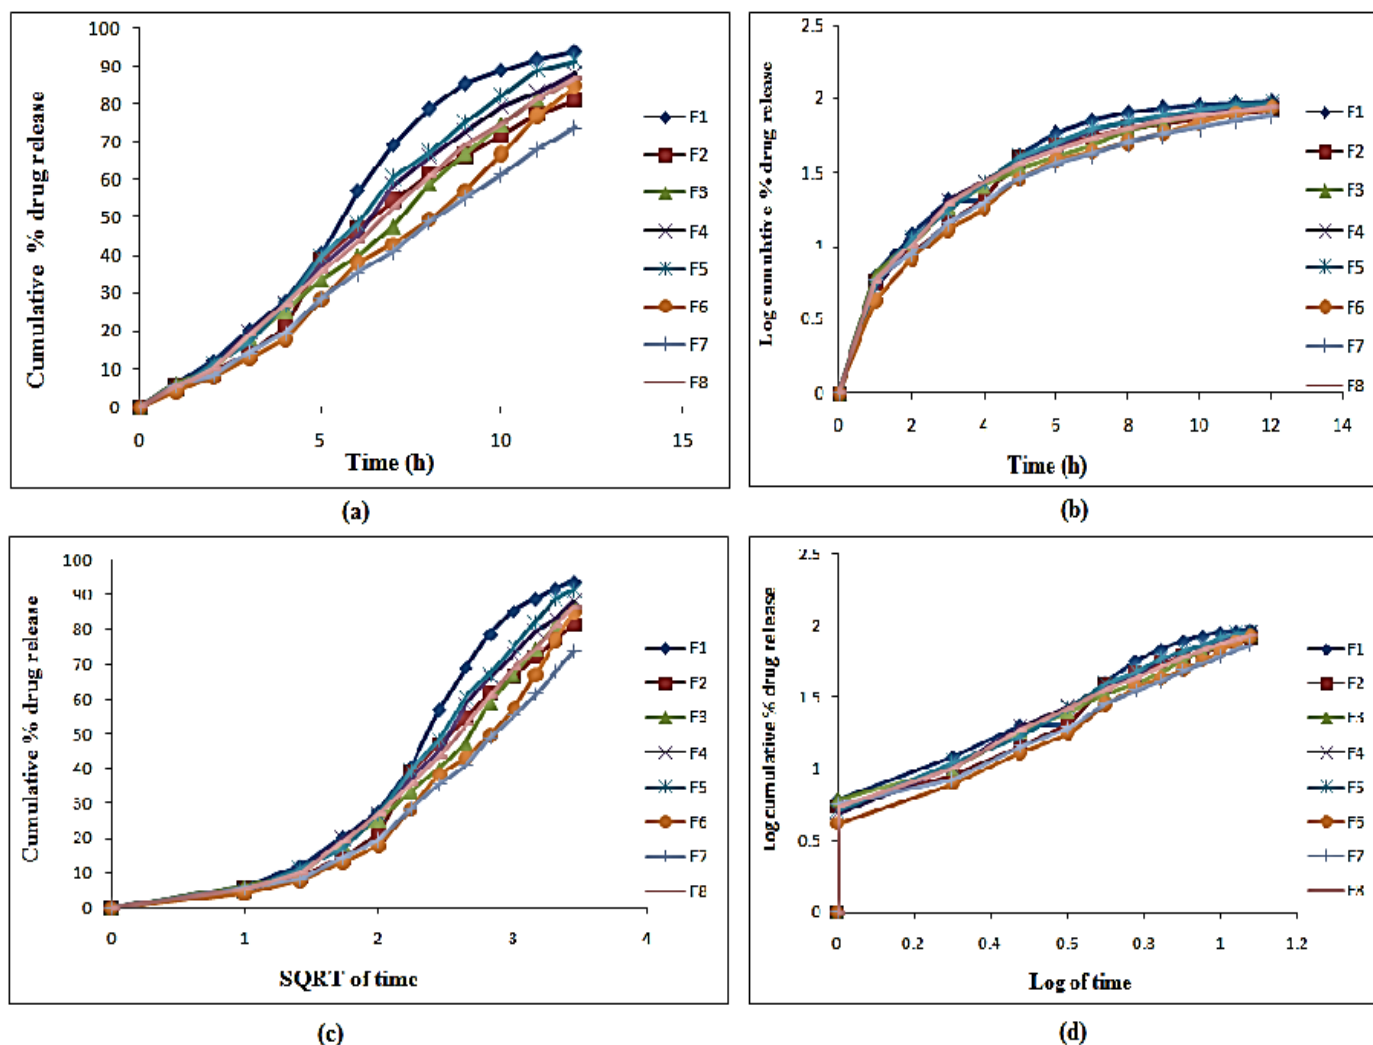 Cumulative % drug release
100
90
80
70
60
50
40
30
20
10
0
0
5
10
15
Time (h)
F1
F2
F3
F4
F5
F6
F7
F8
(a)
Log cumulative % drug release
2.5
2
1.5
1
0.5
0
0
2
4
6
8
10
12
14
Time (h)
F1
F2
F3
F4
F5
F6
F7
F8
(b)
Cumulative % drug release
100
90
80
70
60
50
40
30
20
10
0
0
1
2
3
4
SQRT of time
F1
F2
F3
F4
F5
F6
F7
F8
(c)
Log cumulative % drug release
2.5
2
1.5
1
0.5
0
0
0.2
0.4
0.5
0.3
1
1.2
Log of time
F1
F2
F3
F4
F5
F5
F7
F8
(d)